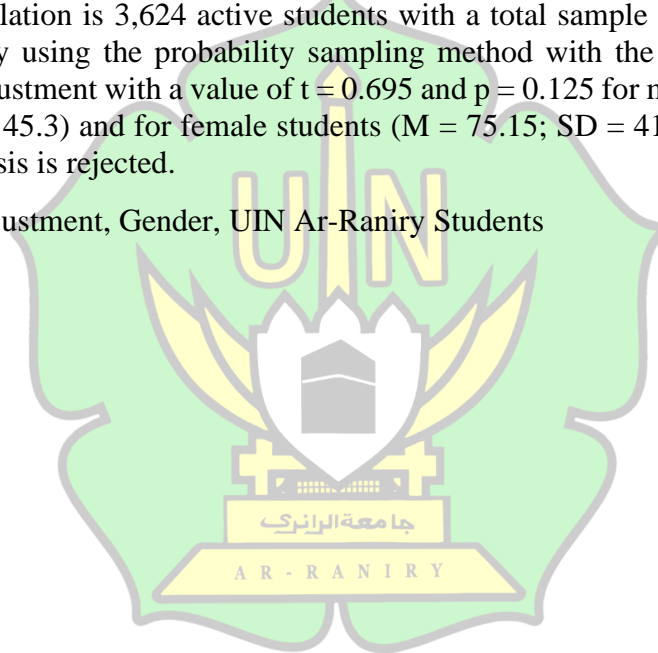 lation is 3,624 active students with a total sample
y using the probability sampling method with the
ustment with a value of t = 0.695 and p = 0.125 for
45.3) and for female students (M = 75.15; SD = 41
sis is rejected.
ustment, Gender, UIN Ar-Raniry Students
UIN
جامعةالرانري
AR-RANIRY